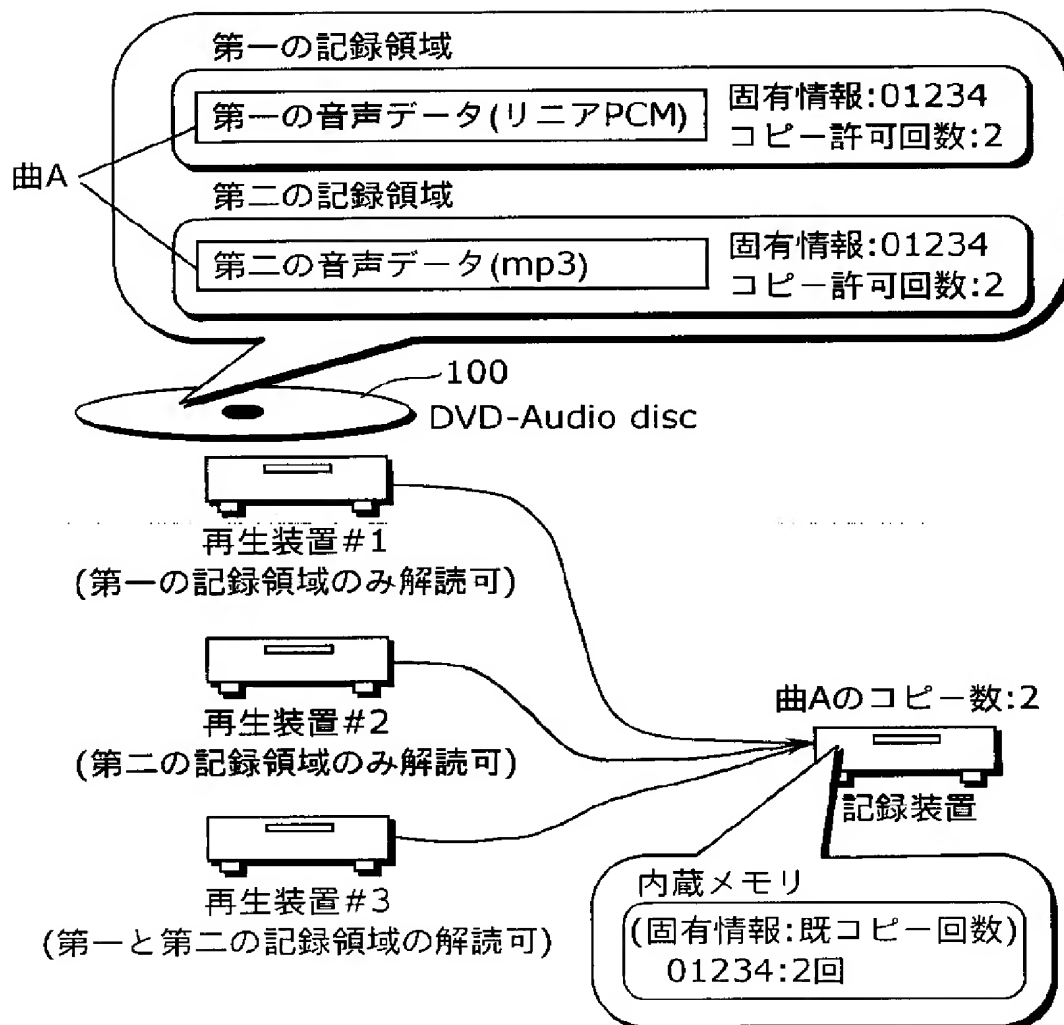 第一の記録領域
第一の音声データ(リニアPCM)
固有情報:01234
コピー許可回数:2
曲A
第二の記録領域
第二の音声データ(mp3)
固有情報:01234
コピー許可回数:2
100
DVD-Audio disc
再生装置#1
(第一の記録領域のみ解読可)
再生装置#2
(第二の記録領域のみ解読可)
曲Aのコピー数:2
記録装置
再生装置#3
(第一と第二の記録領域の解読可)
内蔵メモリ
(固有情報:既コピー回数)
01234:2回